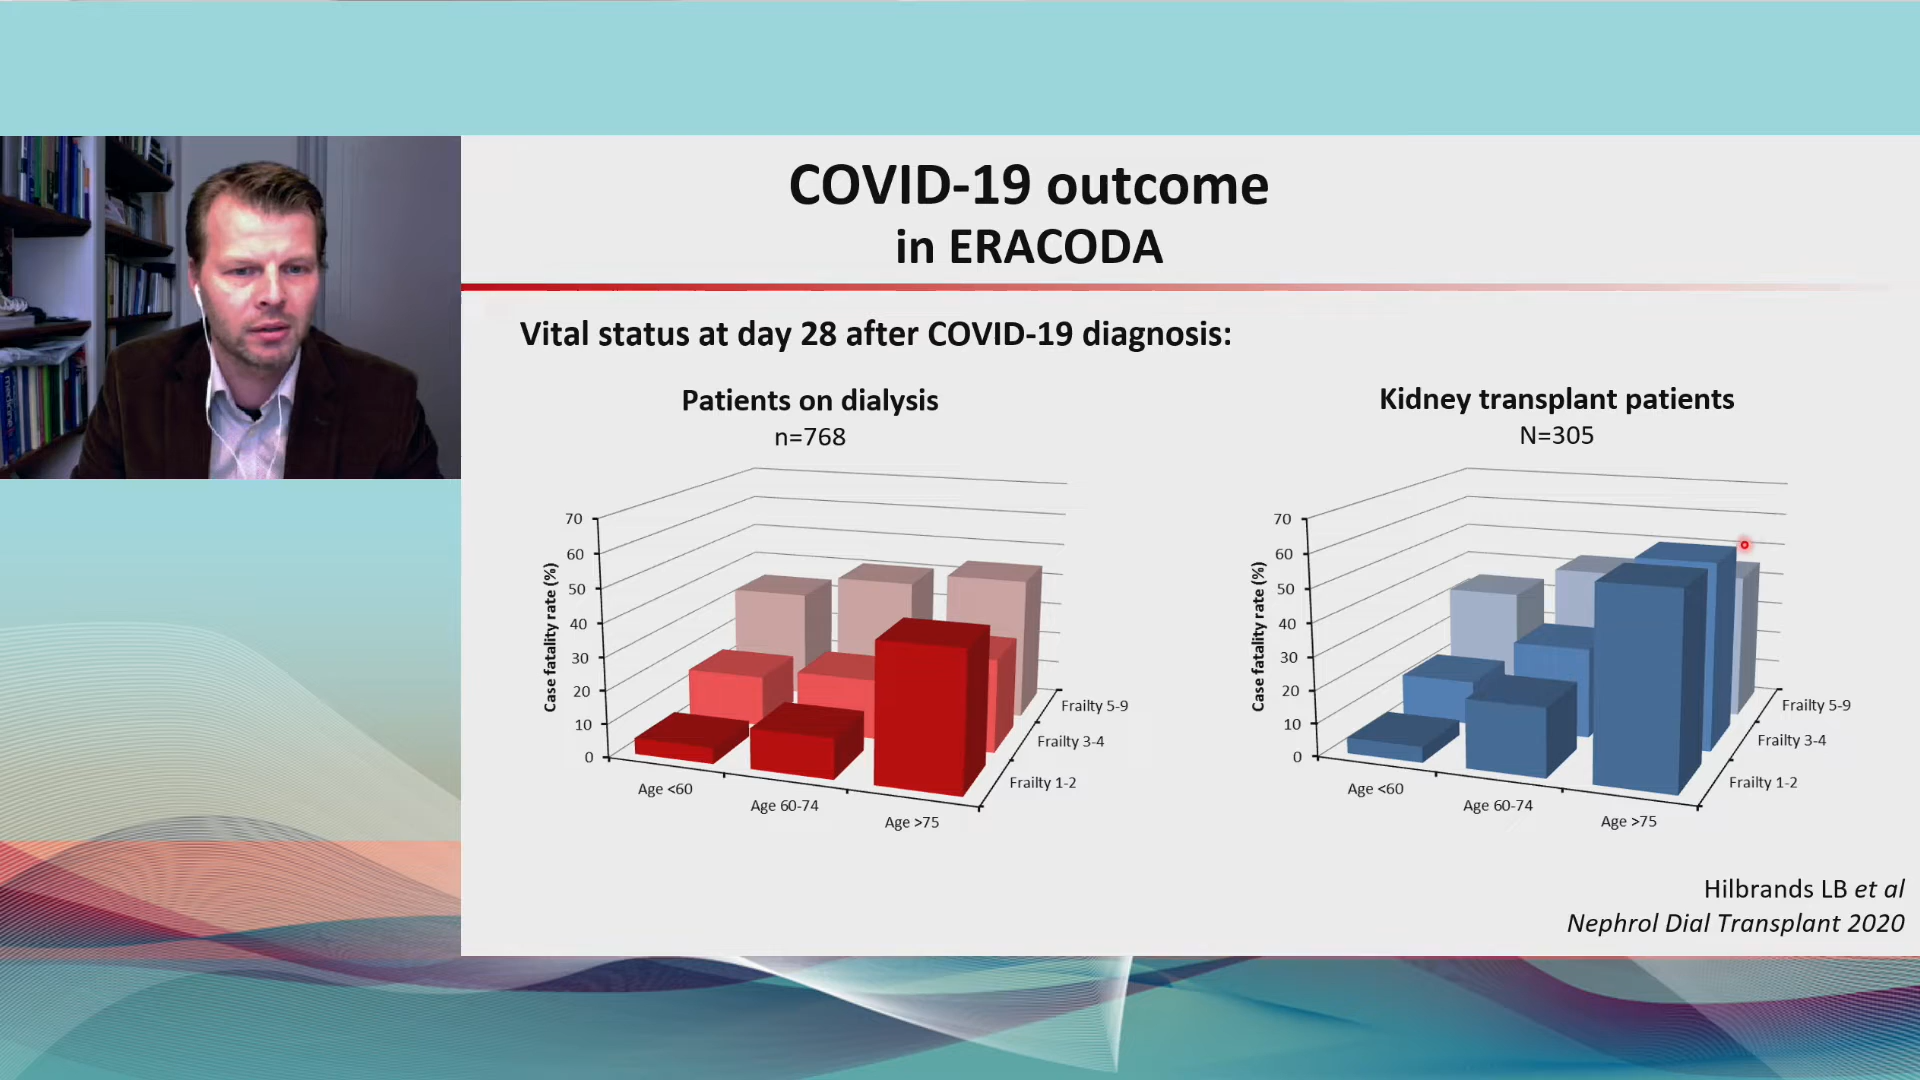 COVID-19 outcome
in ERACODA
Vital status at day 28 after COVID-19 diagnosis:
Patients on dialysis
n=768
Case fatality rate (%)
70
60
50
40
30
20
10
0
Age <60
Age 60-74
Age >75
Frailty 5-9
Frailty 3-4
Frailty 1-2
Kidney transplant patients
N=305
Case fatality rate (%)
70
60
50
40
30
20
10
0
Age <60
Age 60-74
Age >75
Frailty 5-9
Frailty 3-4
Frailty 1-2
Hilbrands LB et al
Nephrol Dial Transplant 2020